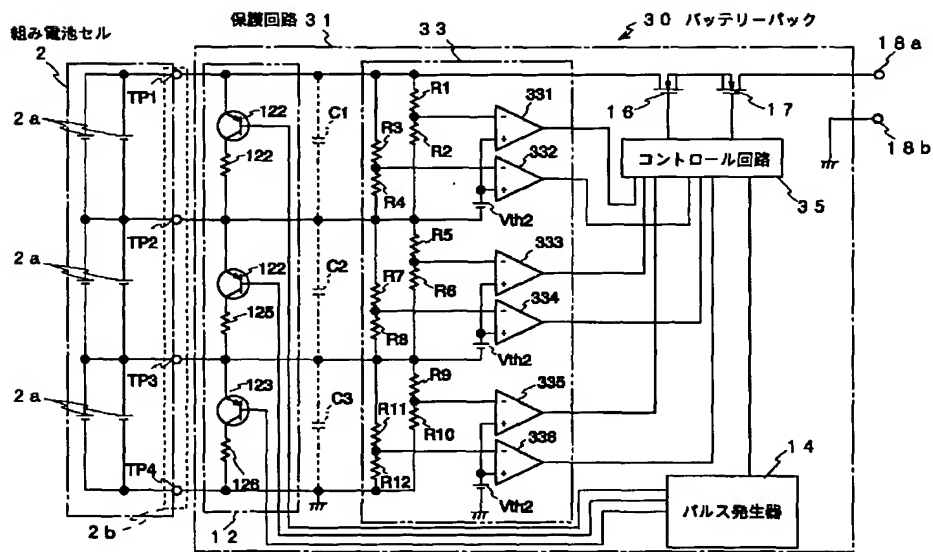 保護回路 31
30 バッテリーパック
組み電池セル
2
33
18a
TP1
R1
16
17
122
331
2a
C1
R3
R2
18b
332
コントロール回路
122
R4
35
TP2
Vth2
R5
333
122
2a
C2
R7
R6
334
125
R8
TP3
Vth2
R9
335
123
2a
C3
R11
R10
336
14
TP4
126
R12
パルス発生器
Vth2
2b
12